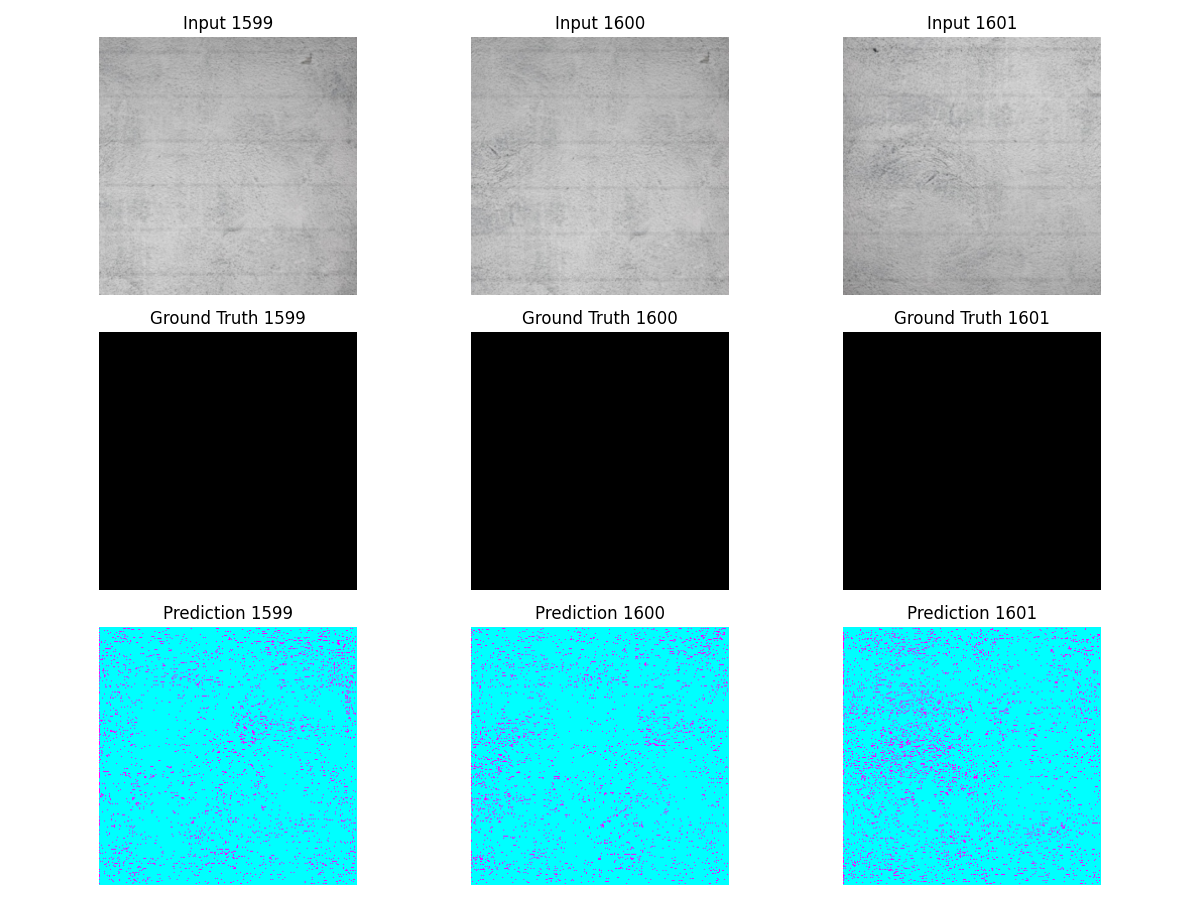 Input 1599
Input 1600
Input 1601
Ground Truth 1599
Ground Truth 1600
Ground Truth 1601
Prediction 1599
Prediction 1600
Prediction 1601